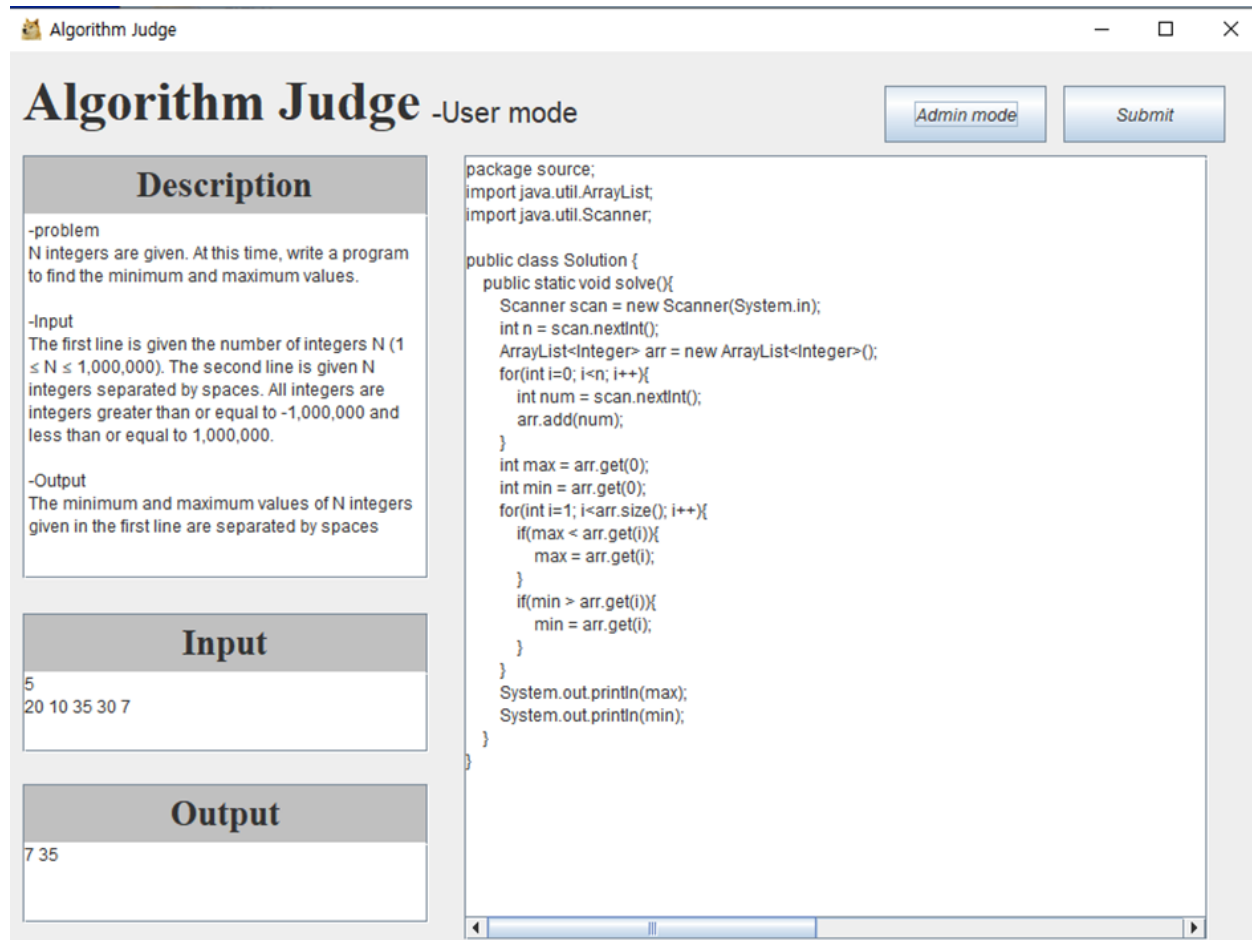 Algorithm Judge
Algorithm Judge -User mode
Admin mode
Submit
Description
-problem
N integers are given. At this time, write a program
to find the minimum and maximum values.
-Input
The first line is given the number of integers N (1
≤ N ≤ 1,000,000). The second line is given N
integers separated by spaces. All integers are
integers greater than or equal to -1,000,000 and
less than or equal to 1,000,000.
-Output
The minimum and maximum values of N integers
given in the first line are separated by spaces
Input
5
20 10 35 30 7
Output
7 35
package source;
import java.util.ArrayList;
import java.util.Scanner;
public class Solution {
public static void solve(){
Scanner scan = new Scanner(System.in);
int n = scan.nextInt();
ArrayList<Integer> arr = new ArrayList<Integer>();
for(int i=0; i<n; i++){
int num = scan.nextInt();
arr.add(num);
}
int max = arr.get(0);
int min = arr.get(0);
for(int i=1; i<arr.size(); i++){
if(max < arr.get(i)){
max = arr.get(i);
}
if(min > arr.get(i)){
min = arr.get(i);
}
}
System.out.println(max);
System.out.println(min);
}
}